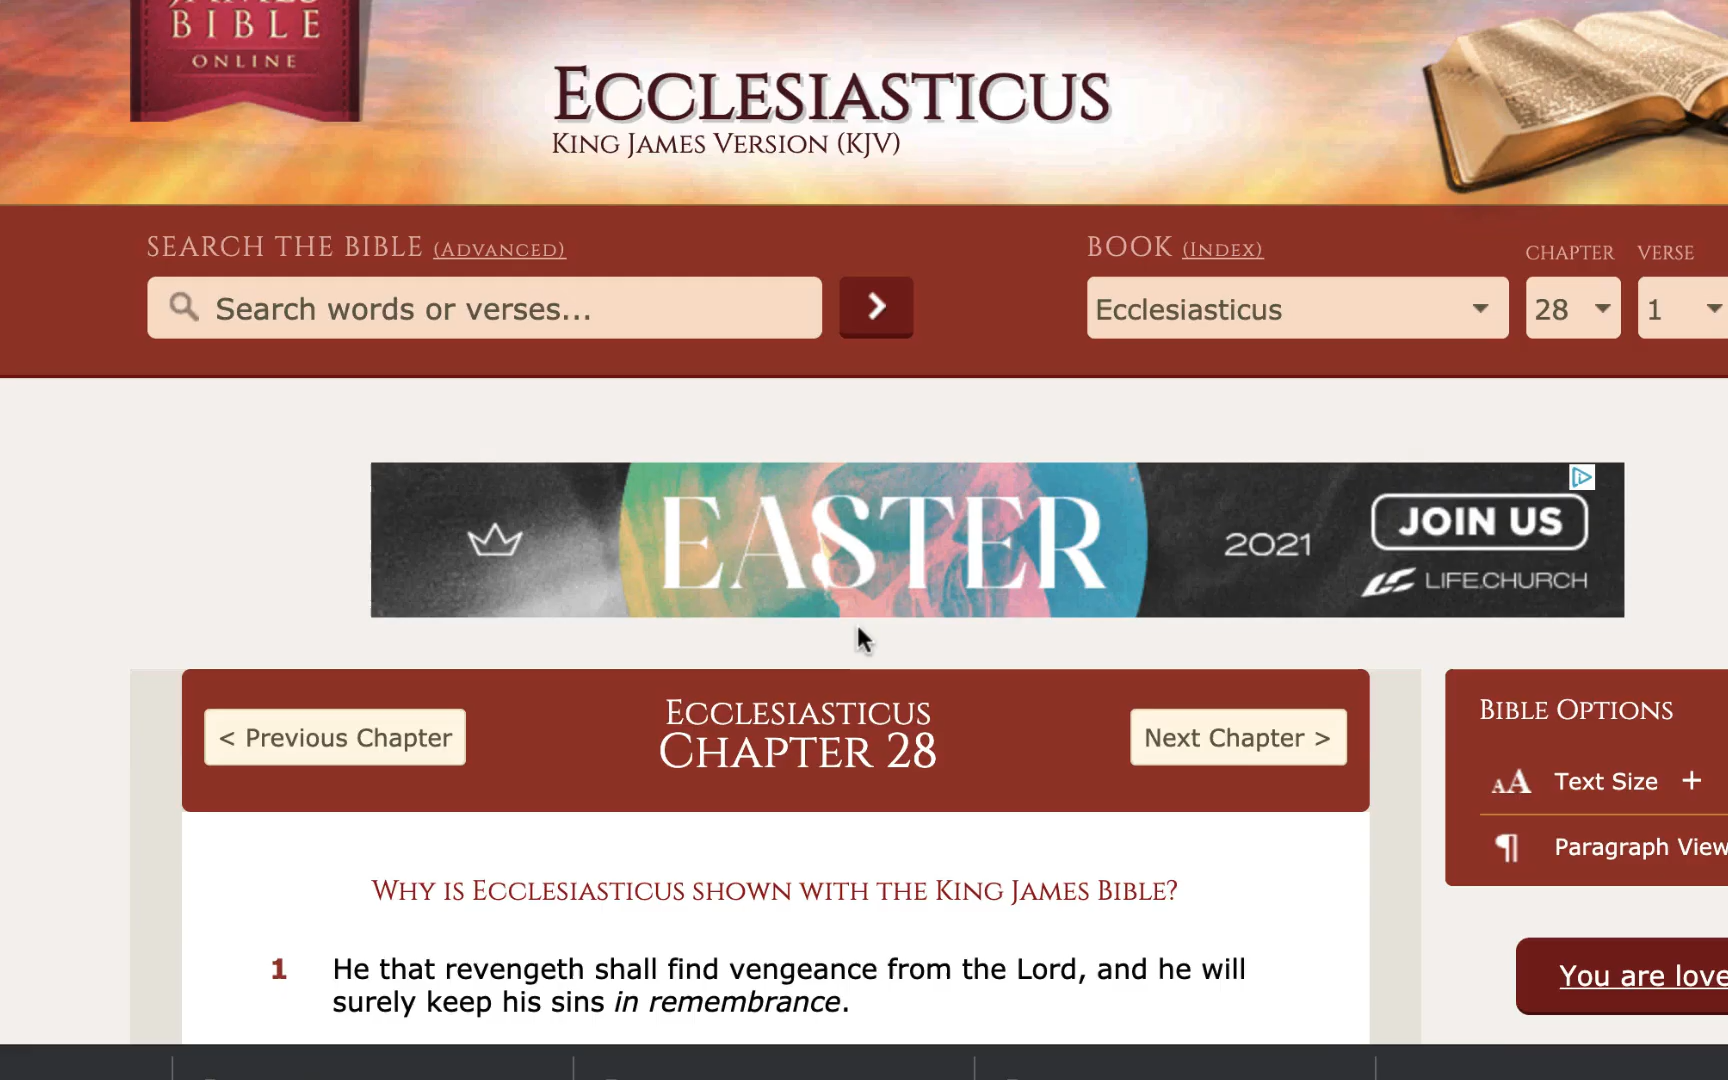 BIBLE
ONLINE
ECCLESIASTICUS
KING JAMES VERSION (KJV)
SEARCH THE BIBLE (ADVANCED)
Search words or verses...
BOOK (INDEX)
CHAPTER
VERSE
Ecclesiasticus
28
1
EASTER
2021
JOIN US
LIFE.CHURCH
< Previous Chapter
ECCLESIASTICUS
CHAPTER 28
Next Chapter >
BIBLE OPTIONS
AA Text Size +
¶ Paragraph View
WHY IS ECCLESIASTICUS SHOWN WITH THE KING JAMES BIBLE?
1 He that revengeth shall find vengeance from the Lord, and he will
surely keep his sins in remembrance.
You are love